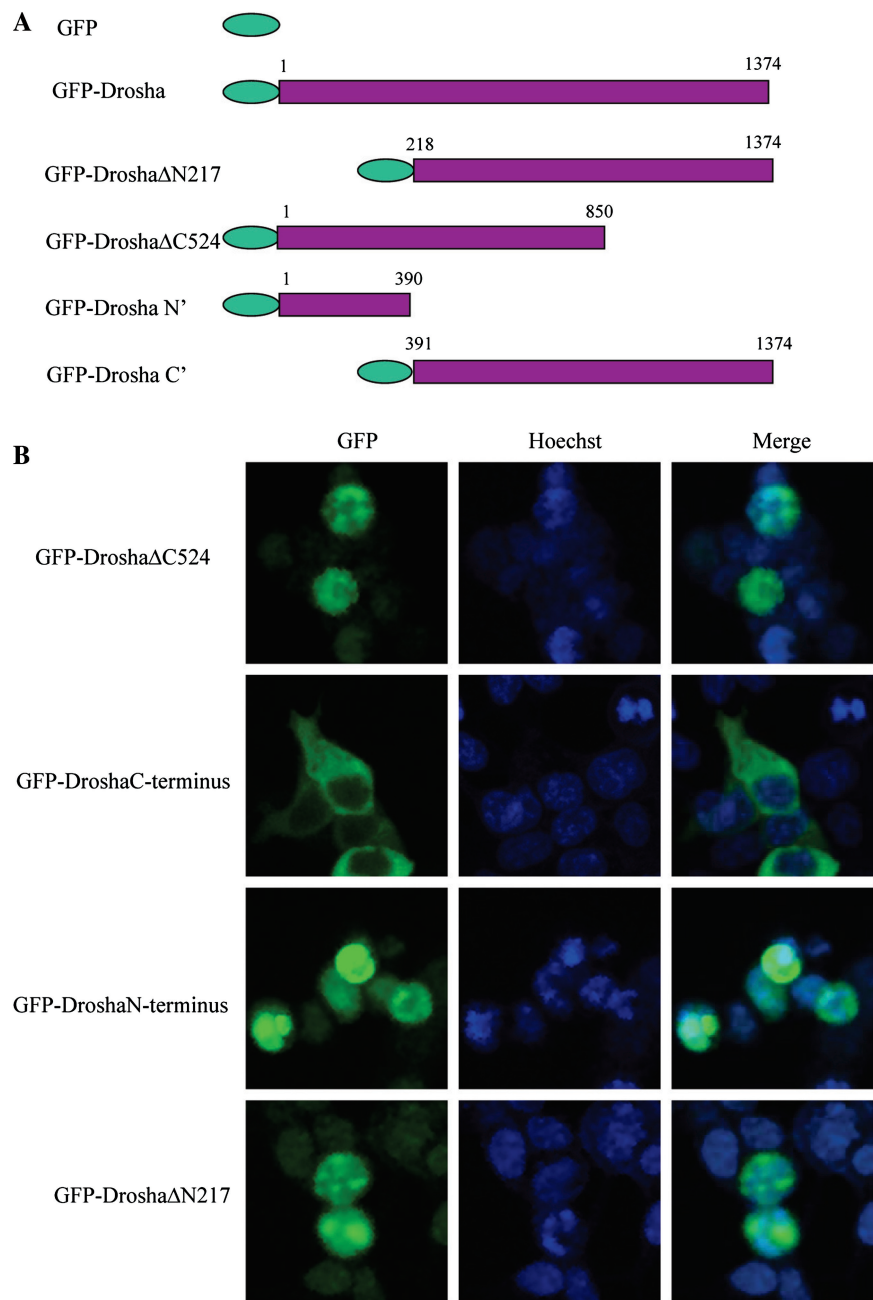 A
GFP
GFP-Drosha
1
1374
GFP-DroshaΔN217
218
1374
GFP-DroshaΔC524
1
850
GFP-Drosha N’
1
390
GFP-Drosha C’
391
1374
B
GFP
Hoechst
Merge
GFP-DroshaΔC524
GFP-DroshaC-terminus
GFP-DroshaN-terminus
GFP-DroshaΔN217